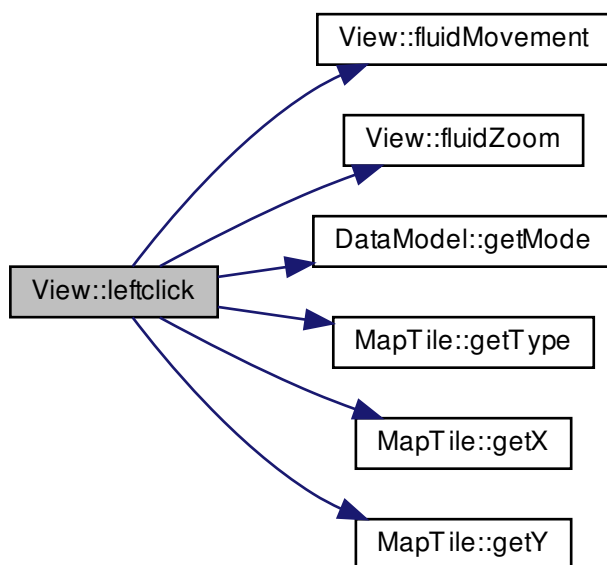 View::leftclick
View::fluidMovement
View::fluidZoom
DataModel::getMode
MapTile::getType
MapTile::getX
MapTile::getY